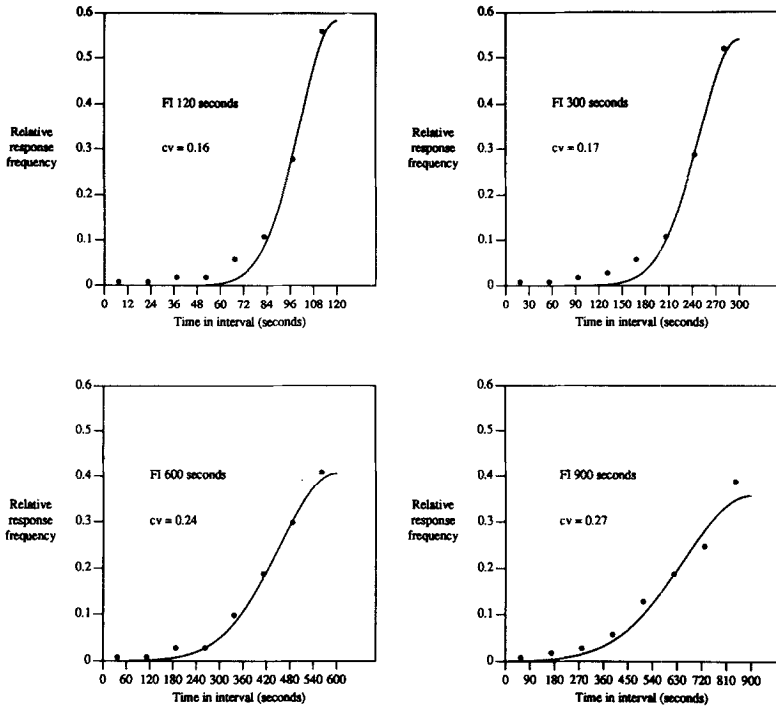 0.6
0.5
0.4
0.3
0.2
0.1
0
Relative
response
frequency
FI 120 seconds
cv = 0.16
0 12 24 36 48 60 72 84 96 108 120
Time in interval (seconds)
0.6
0.5
0.4
0.3
0.2
0.1
0
Relative
response
frequency
FI 300 seconds
cv = 0.17
0 30 60 90 120 150 180 210 240 270 300
Time in interval (seconds)
0.6
0.5
0.4
0.3
0.2
0.1
0
Relative
response
frequency
FI 600 seconds
cv = 0.24
0 60 120 180 240 300 360 420 480 540 600
Time in interval (seconds)
0.6
0.5
0.4
0.3
0.2
0.1
0
Relative
response
frequency
FI 900 seconds
cv = 0.27
0 90 180 270 360 450 540 630 720 810 900
Time in interval (seconds)